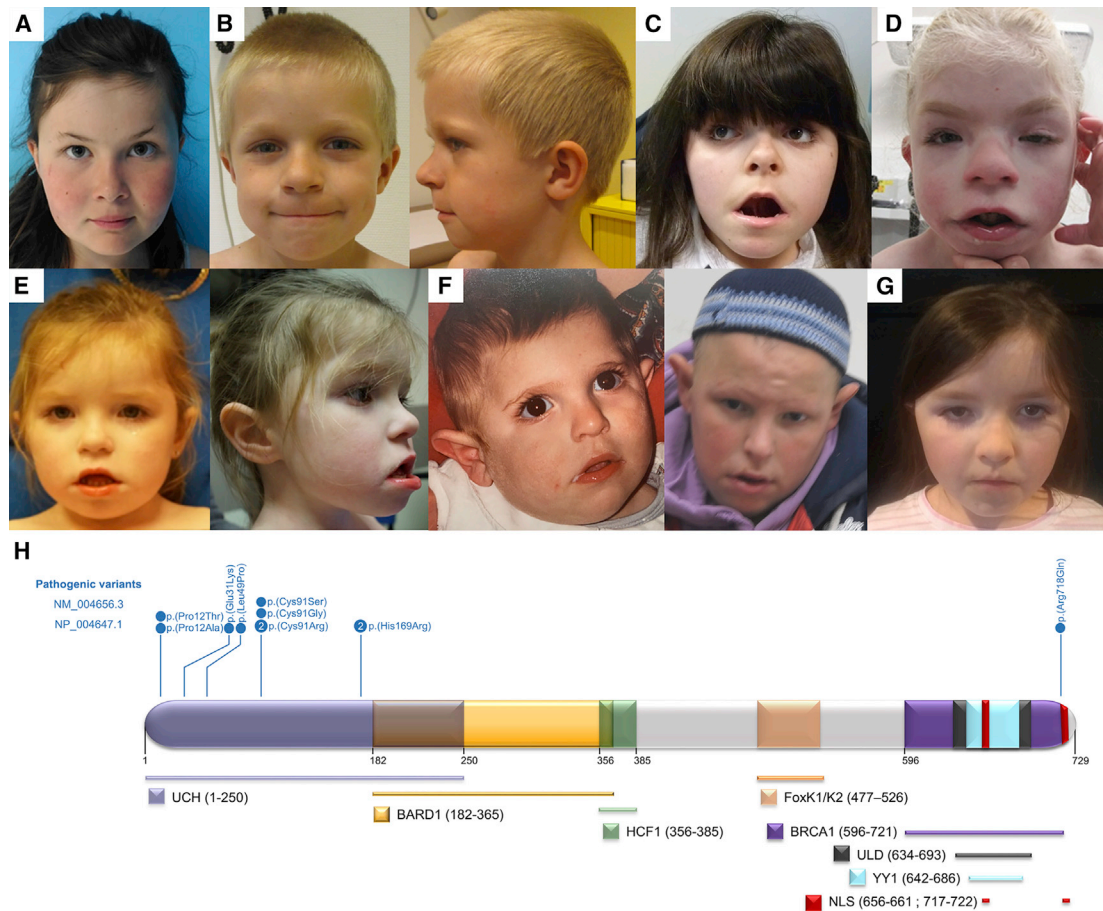 A
B
C
D
E
F
G
H
Pathogenic variants
NM_004656.3
NP_004647.1
p.(Pro12Thr)
p.(Pro12Ala)
p.(Glu31Lys)
p.(Leu49Pro)
p.(Cys91Ser)
p.(Cys91Gly)
2 p.(Cys91Arg)
2 p.(His169Arg)
p.(Arg718Gln)
1
182
250
356
385
596
729
UCH (1-250)
BARD1 (182-365)
HCF1 (356-385)
FoxK1/K2 (477–526)
BRCA1 (596-721)
ULD (634-693)
YY1 (642-686)
NLS (656-661 ; 717-722)